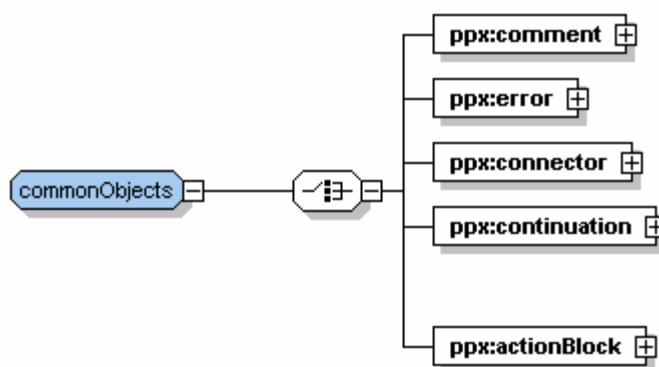 ppx:comment
ppx:error
ppx:connector
commonObjects
ppx:continuation
ppx:actionBlock